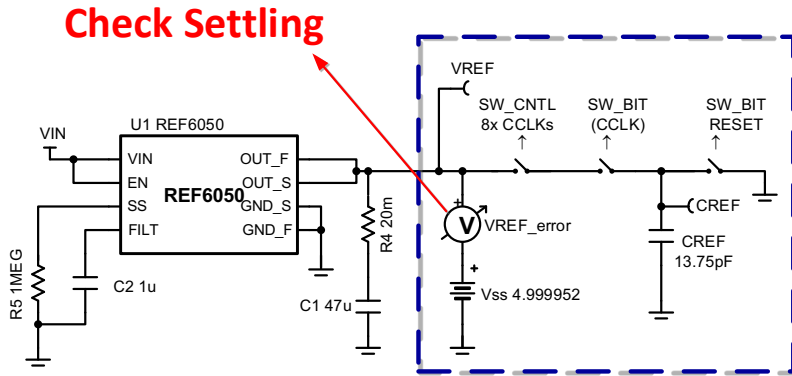 Check Settling
VREF
SW_CNTL
8x CCLKs
SW_BIT
(CCLK)
SW_BIT
RESET
VIN
U1 REF6050
VIN
EN
SS
FILT
REF6050
OUT_F
OUT_S
GND_S
GND_F
R5 1MEG
C2 1u
R4 20m
C1 47u
+
V
VREF_error
+
Vss 4.999952
CREF
CREF
13.75pF